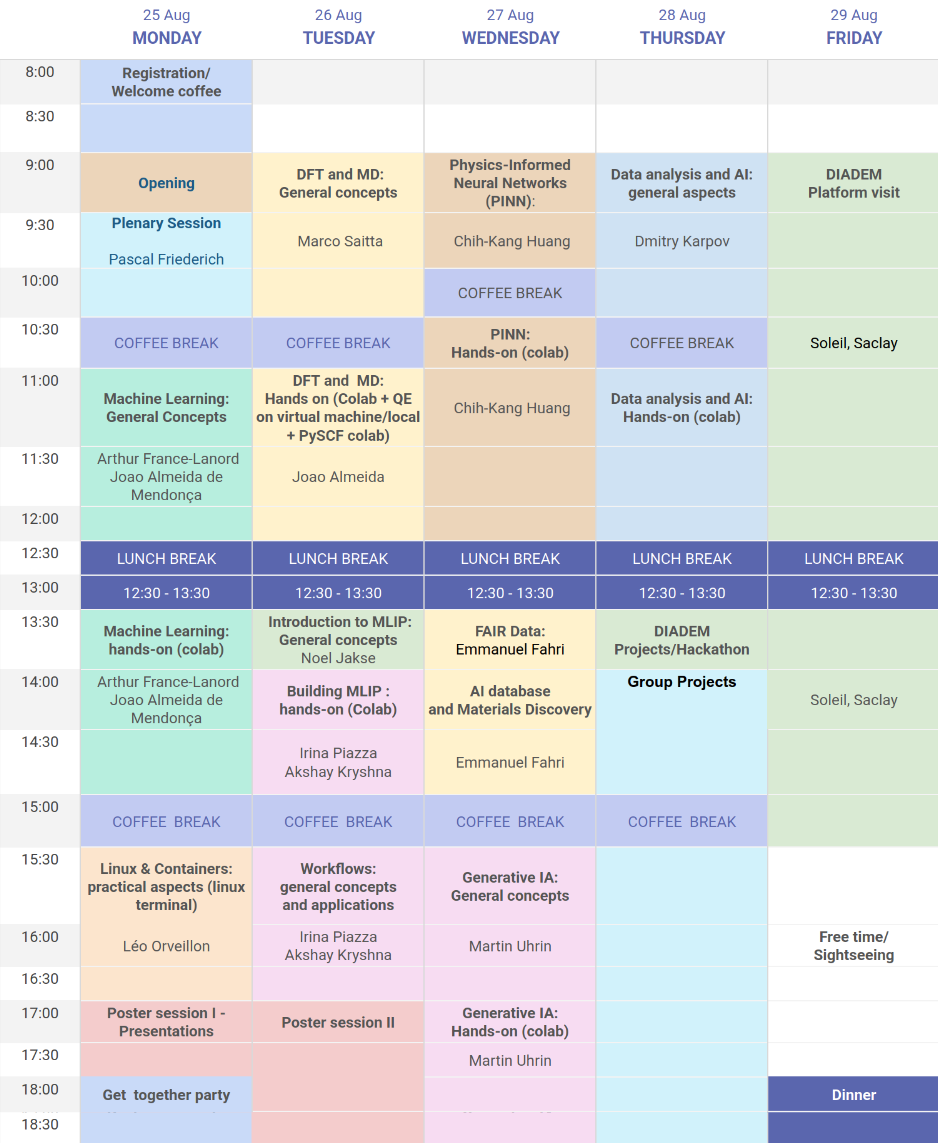 25 Aug
MONDAY
26 Aug
TUESDAY
27 Aug
WEDNESDAY
28 Aug
THURSDAY
29 Aug
FRIDAY
8:00
Registration/
Welcome coffee
8:30
9:00
Opening
DFT and MD:
General concepts
Physics-Informed
Neural Networks
(PINN):
Data analysis and AI:
general aspects
DIADEM
Platform visit
9:30
Plenary Session
Pascal Friederich
Marco Saitta
Chih-Kang Huang
Dmitry Karpov
10:00
COFFEE BREAK
10:30
COFFEE BREAK
COFFEE BREAK
PINN:
Hands-on (colab)
COFFEE BREAK
Soleil, Saclay
11:00
Machine Learning:
General Concepts
DFT and MD:
Hands on (Colab + QE
on virtual machine/local
+ PySCF colab)
Chih-Kang Huang
Data analysis and AI:
Hands-on (colab)
11:30
Arthur France-Lanord
Joao Almeida de
Mendonça
Joao Almeida
12:00
12:30
LUNCH BREAK
LUNCH BREAK
LUNCH BREAK
LUNCH BREAK
LUNCH BREAK
13:00
12:30 - 13:30
12:30 - 13:30
12:30 - 13:30
12:30 - 13:30
12:30 - 13:30
13:30
Machine Learning:
hands-on (colab)
Introduction to MLIP:
General concepts
Noel Jakse
FAIR Data:
Emmanuel Fahri
DIADEM
Projects/Hackathon
14:00
Arthur France-Lanord
Joao Almeida de
Mendonça
Building MLIP :
hands-on (Colab)
AI database
and Materials Discovery
Group Projects
Soleil, Saclay
14:30
Irina Piazza
Akshay Kryshna
Emmanuel Fahri
15:00
COFFEE BREAK
COFFEE BREAK
COFFEE BREAK
COFFEE BREAK
15:30
Linux & Containers:
practical aspects (linux
terminal)
Workflows:
general concepts
and applications
Generative IA:
General concepts
16:00
Léo Orveillon
Irina Piazza
Akshay Kryshna
Martin Uhrin
Free time/
Sightseeing
16:30
17:00
Poster session I -
Presentations
Poster session II
Generative IA:
Hands-on (colab)
17:30
Martin Uhrin
18:00
Get together party
Dinner
18:30